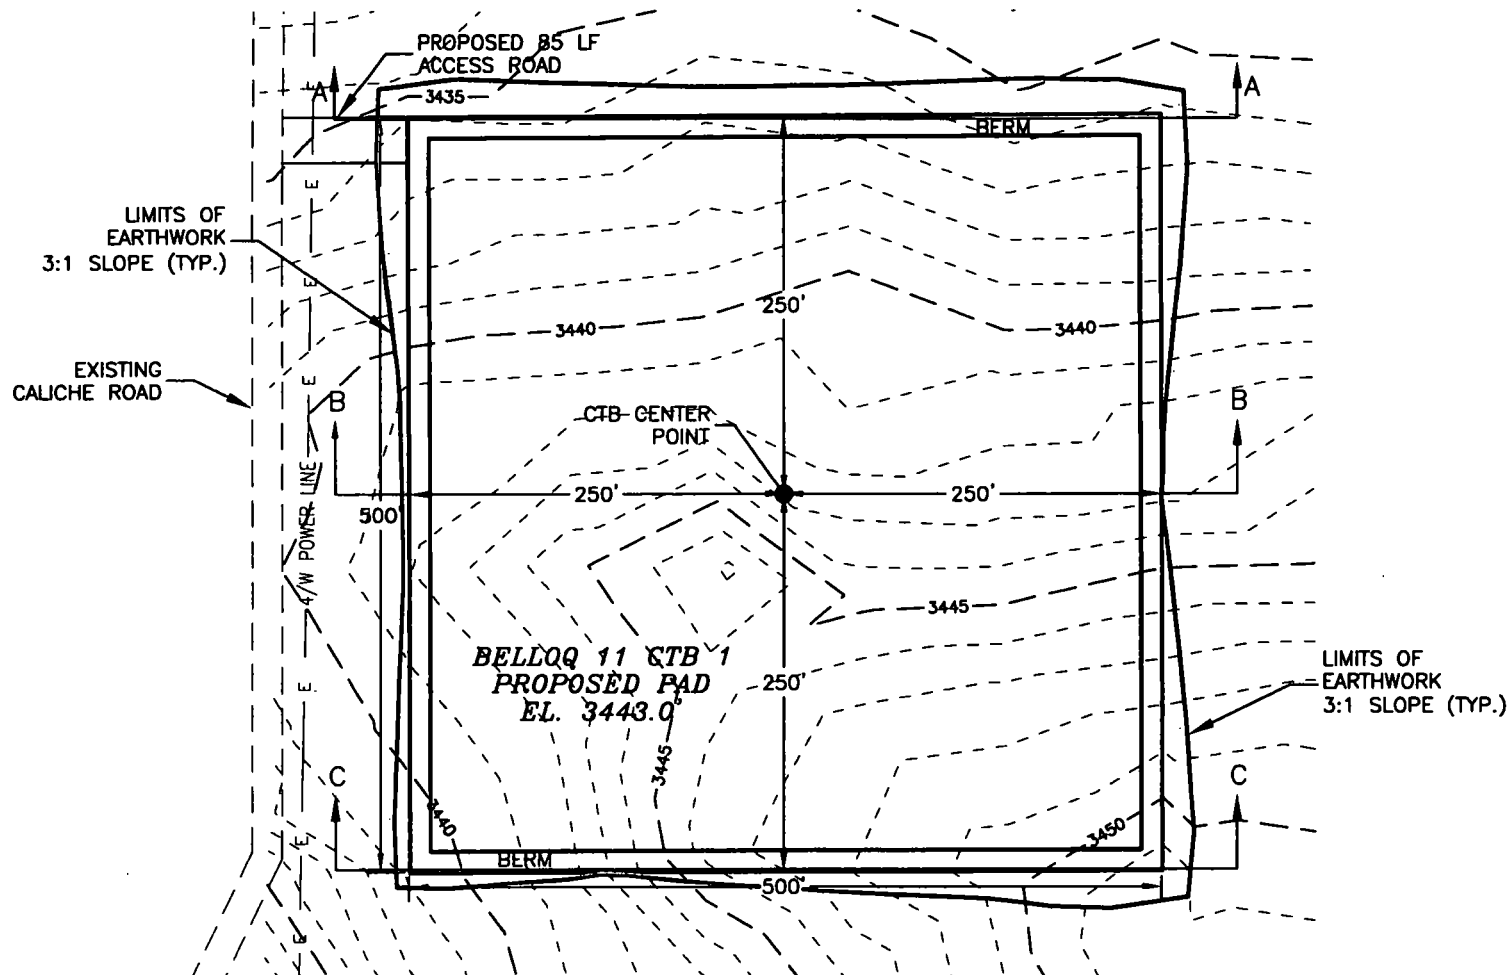 PROPOSED 85 LF
ACCESS ROAD
A
A
3435
BERM
E
LIMITS OF
EARTHWORK
3:1 SLOPE (TYP.)
E
250'
3440
3440
EXISTING
CALICHE ROAD
E
B
B
CTB CENTER
POINT
E
250'
250'
500'
4/W POWER LINE
E
3445
BELLOQ 11 CTB 1
PROPOSED PAD
EL. 3443.0'
250'
LIMITS OF
EARTHWORK
3:1 SLOPE (TYP.)
E
3445
C
C
3440
3450
E
BERM
500'
E